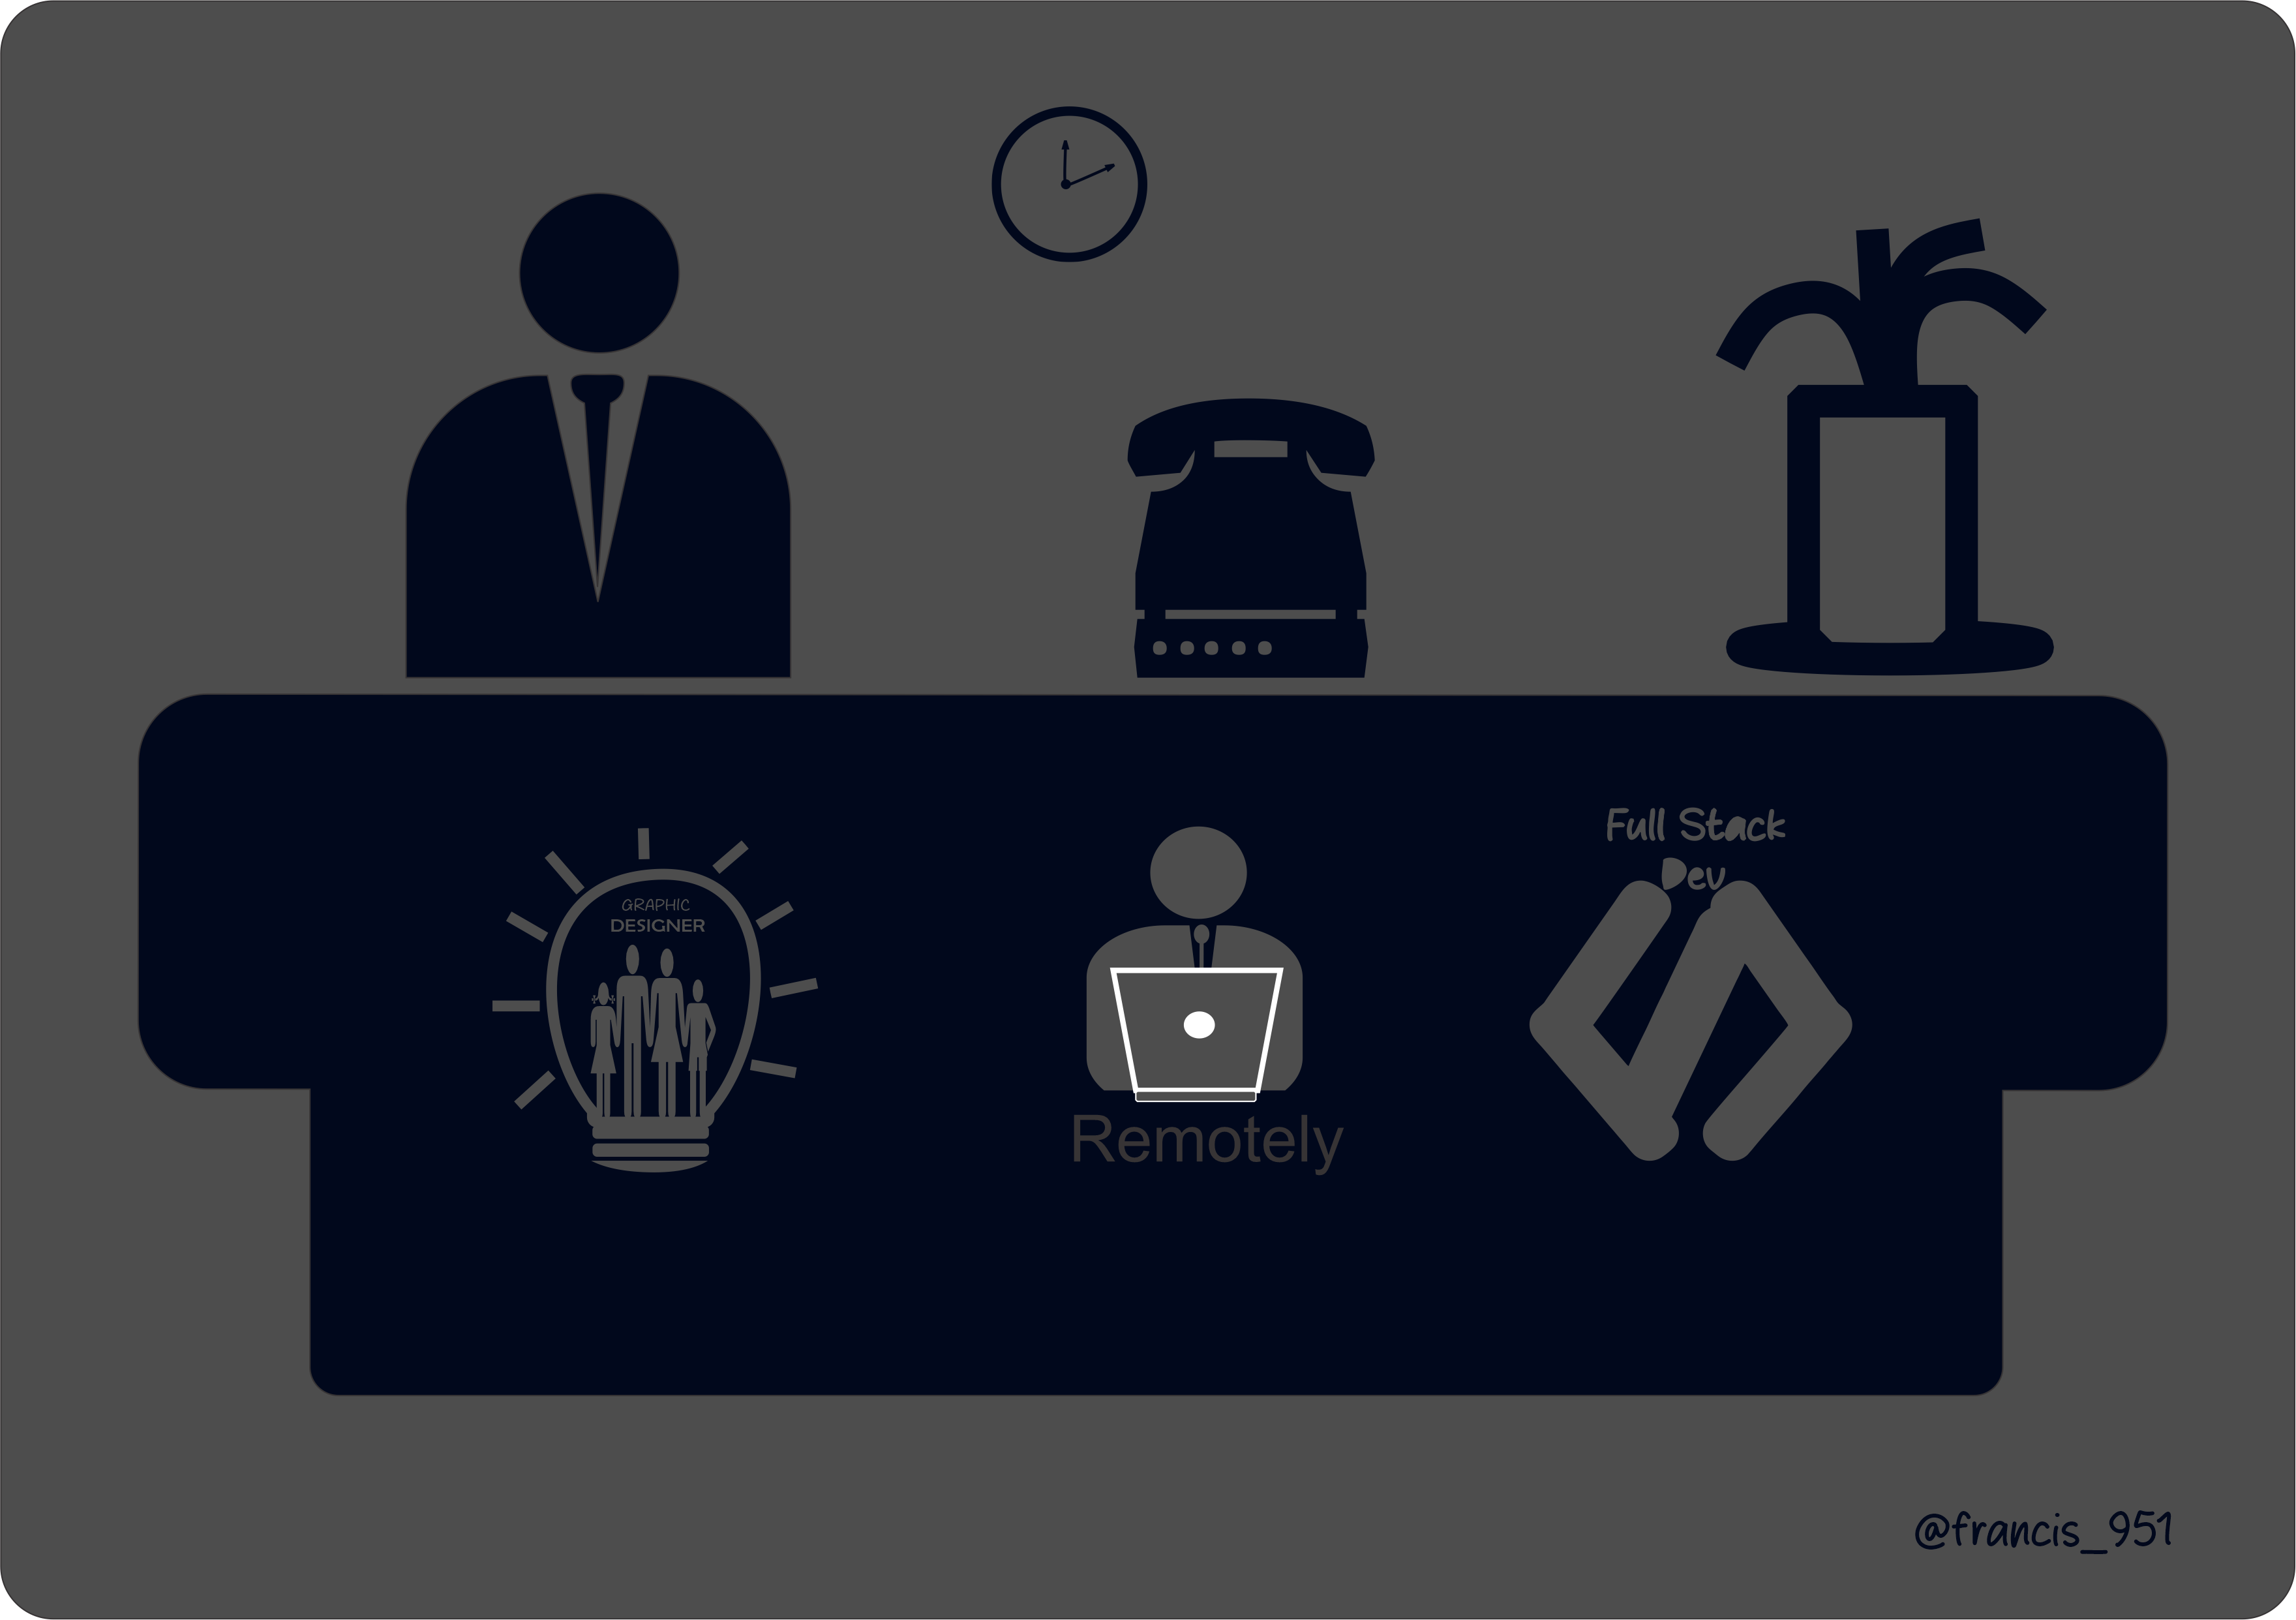 Full Stack
Dev
GRAPHIC
DESIGNER
Remotely
@francis_951